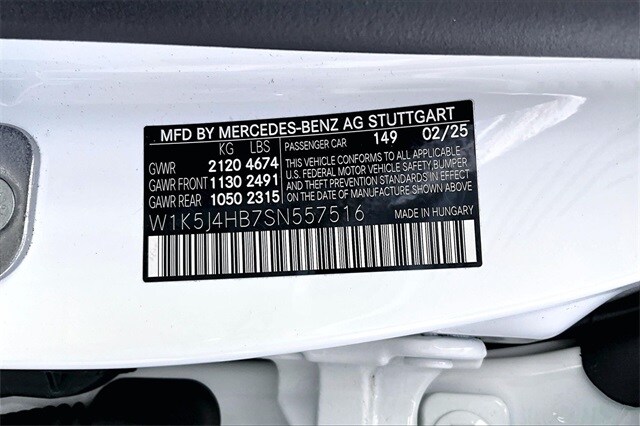 MFD BY MERCEDES-BENZ AG STUTTGART
KG LBS PASSENGER CAR 149 02/25
GVWR 2120 4674
GAWR FRONT 1130 2491
GAWR REAR 1050 2315
THIS VEHICLE CONFORMS TO ALL APPLICABLE
U.S. FEDERAL MOTOR VEHICLE SAFETY,BUMPER
AND THEFT PREVENTION STANDARDS IN EFFECT
ON THE DATE OF MANUFACTURE SHOWN ABOVE.
W1K5J4HB7SN557516 MADE IN HUNGARY